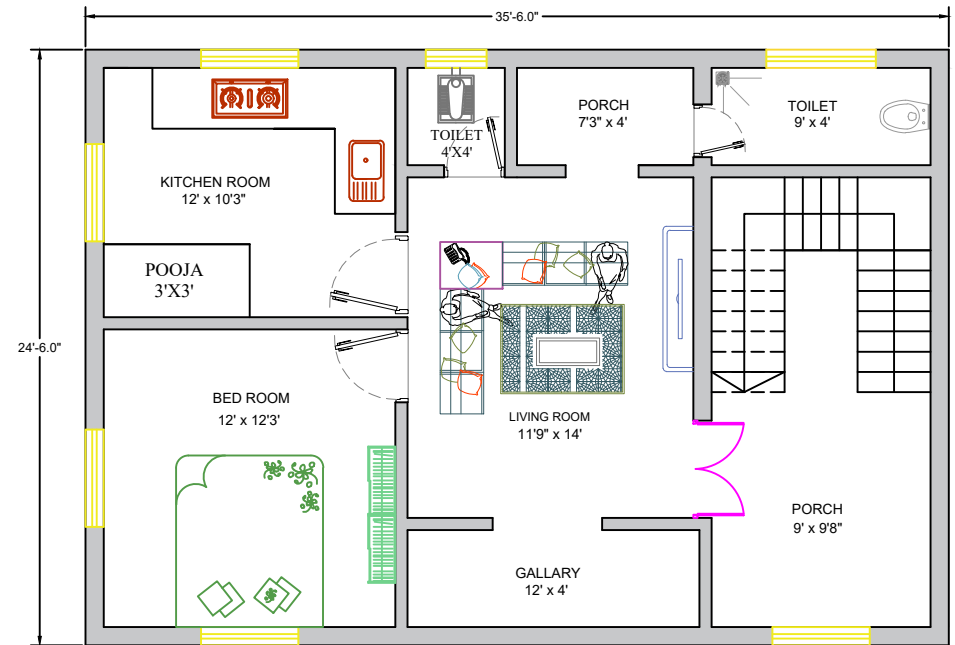 35'-6.0"
PORCH
7'3" x 4'
TOILET
9' x 4'
TOILET
4'X4'
KITCHEN ROOM
12' x 10'3"
POOJA
3'X3'
24'-6.0"
BED ROOM
12' x 12'3'
LIVING ROOM
11'9" x 14'
PORCH
9' x 9'8"
GALLARY
12' x 4'